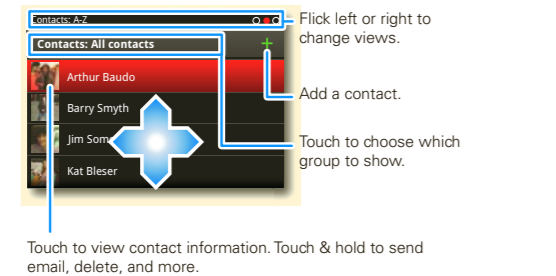 Contacts: A-Z
Flick left or right to
change views.
Contacts: All contacts
+
Add a contact.
Arthur Baudo
Barry Smyth
Jim Som
Touch to choose which
group to show.
Kat Bleser
Touch to view contact information. Touch & hold to send
email, delete, and more.